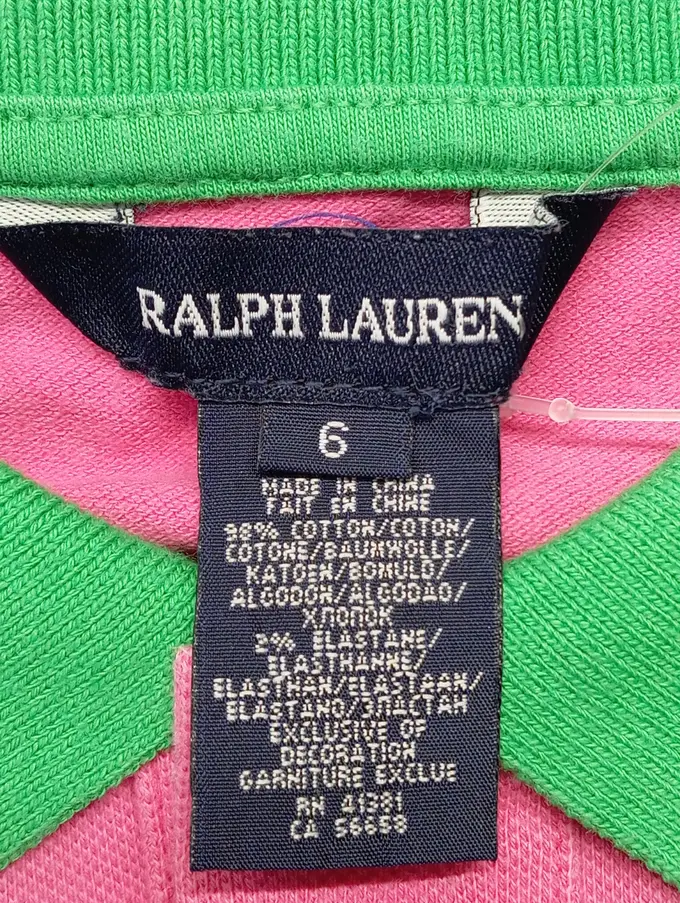 RALPH LAUREN
6
MADE IN CHINA
FAIT EN CHINE
98% COTTON/COTON/
COTONE/BAUMWOLLE/
KATOEN/BOMULD/
ALGODON/ALGODAO/
ХЛОПОК
2% ELASTANE/
ELASTHANNE/
ELASTHAN/ELASTAAN/
ELASTANO/ЭЛАСТАН
EXCLUSIVE OF
DECORATION
GARNITURE EXCLUE
RN 41381
CA 56658